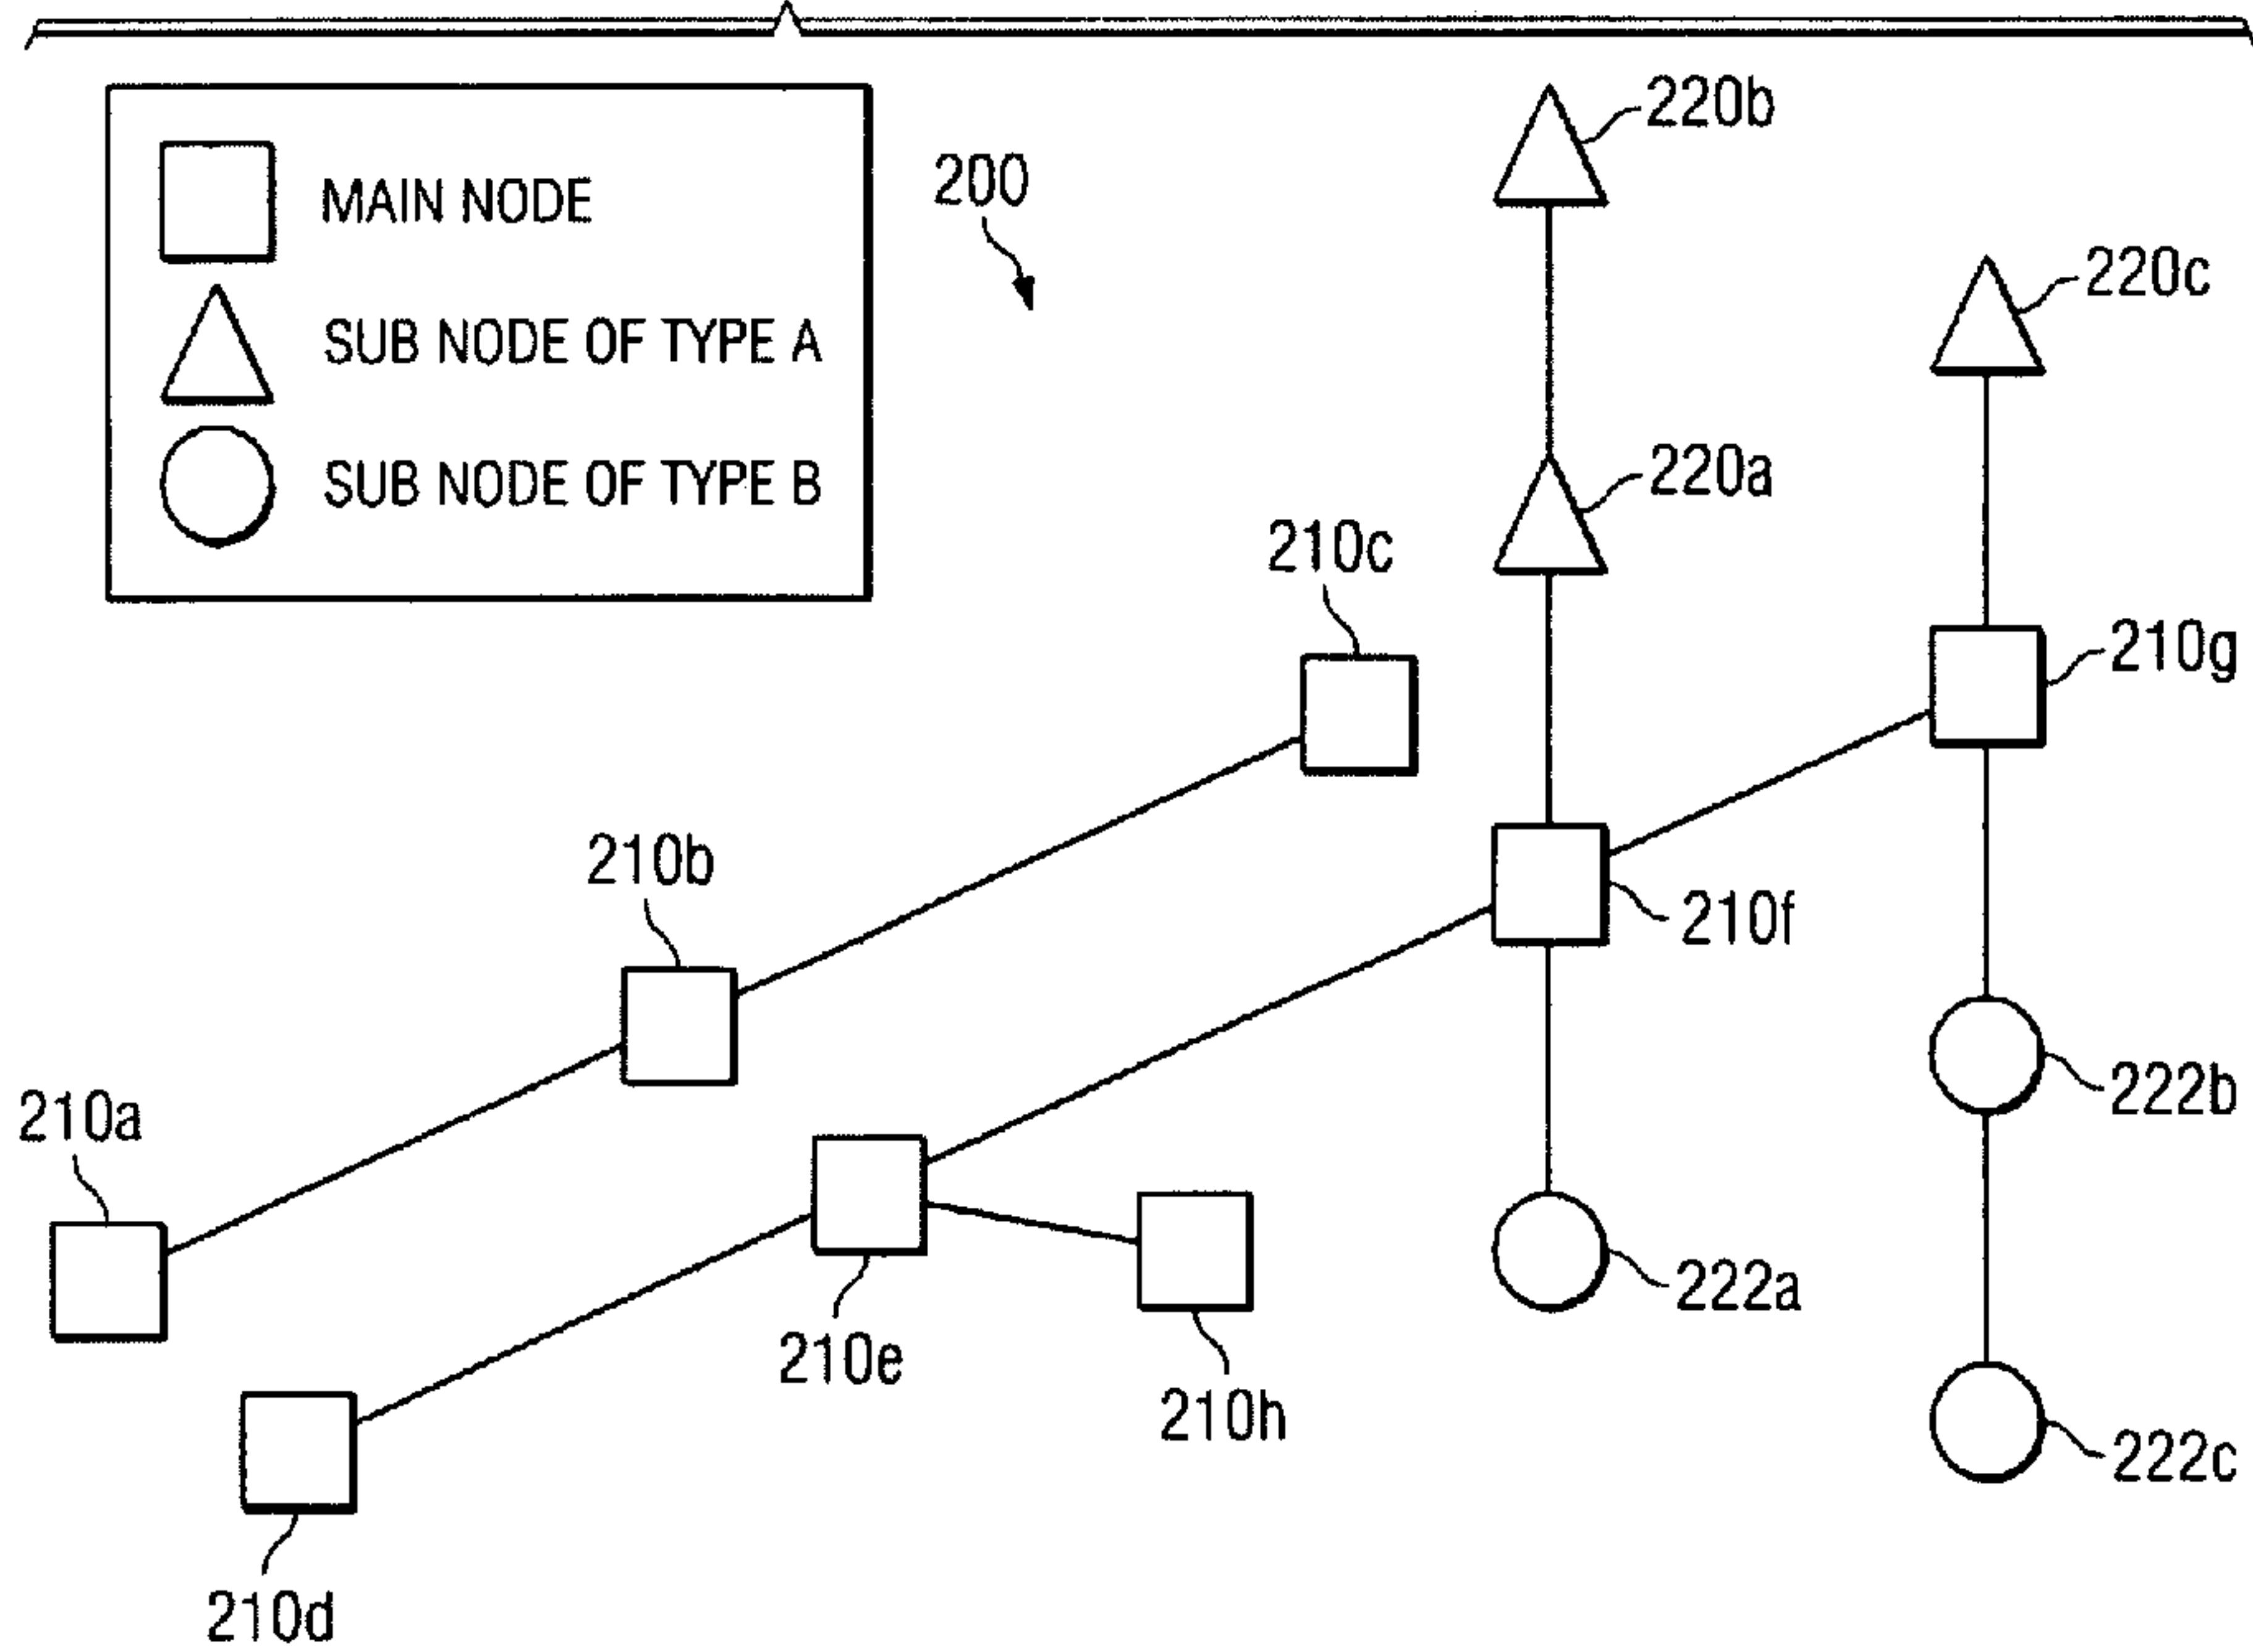 220b
200
MAIN NODE
220c
SUB NODE OF TYPE A
220a
SUB NODE OF TYPE B
210c
210g
210b
210f
222b
210a
222a
210e
210h
222c
210d